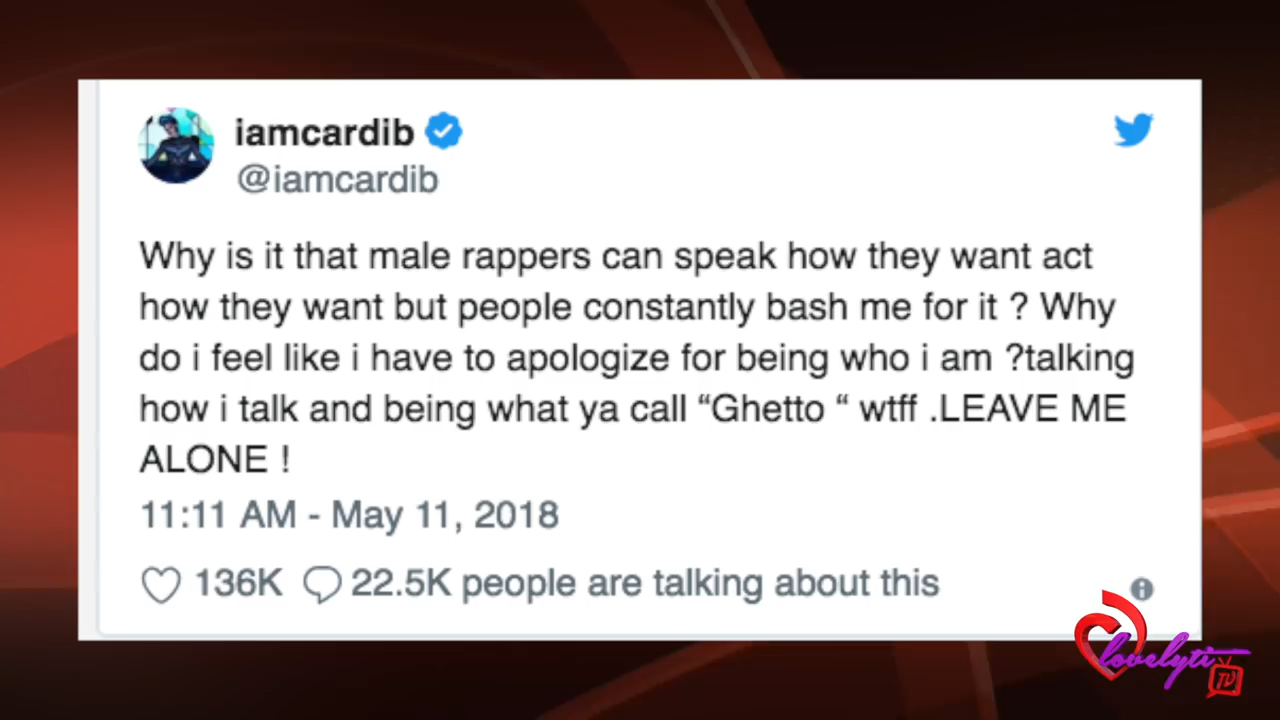 iamcardib
@iamcardib
Why is it that male rappers can speak how they want act
how they want but people constantly bash me for it ? Why
do i feel like i have to apologize for being who i am ?talking
how i talk and being what ya call “Ghetto “ wtff .LEAVE ME
ALONE !
11:11 AM - May 11, 2018
136K 22.5K people are talking about this
lovelyti
TV